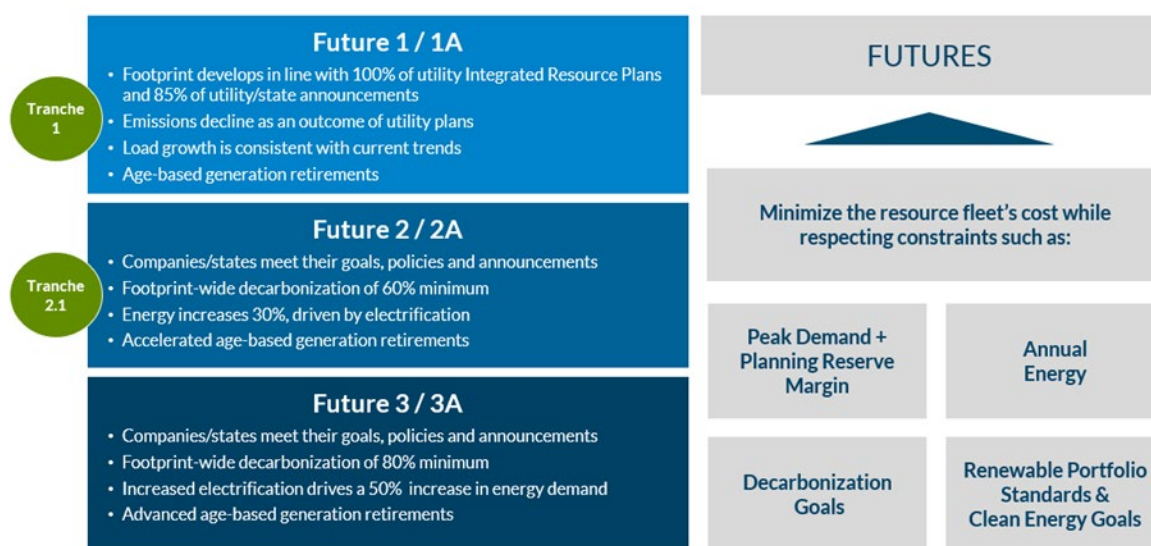 Tranche
1
Future 1 / 1A
• Footprint develops in line with 100% of utility Integrated Resource Plans
and 85% of utility/state announcements
• Emissions decline as an outcome of utility plans
• Load growth is consistent with current trends
• Age-based generation retirements
Tranche
2.1
Future 2 / 2A
• Companies/states meet their goals, policies and announcements
• Footprint-wide decarbonization of 60% minimum
• Energy increases 30%, driven by electrification
• Accelerated age-based generation retirements
Future 3 / 3A
• Companies/states meet their goals, policies and announcements
• Footprint-wide decarbonization of 80% minimum
• Increased electrification drives a 50% increase in energy demand
• Advanced age-based generation retirements
FUTURES
Minimize the resource fleet's cost while
respecting constraints such as:
Peak Demand +
Planning Reserve
Margin
Annual
Energy
Decarbonization
Goals
Renewable Portfolio
Standards &
Clean Energy Goals